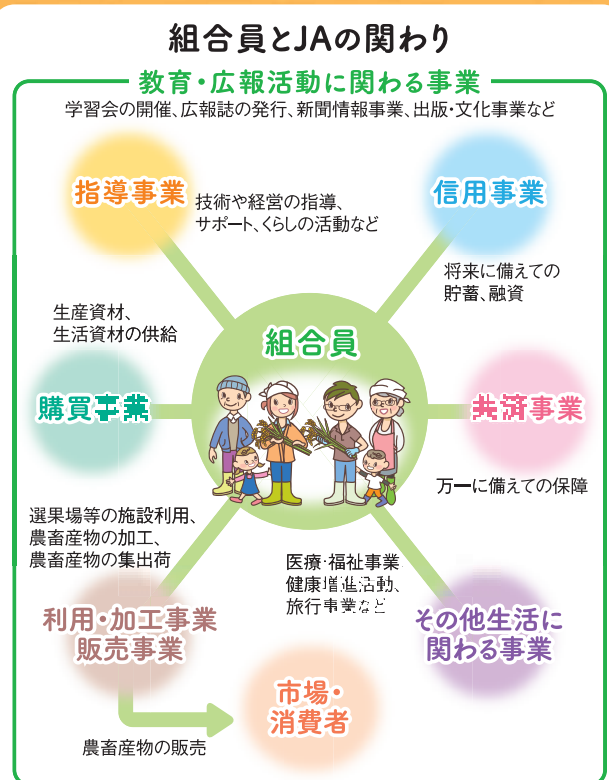 組合員とJAの関わり
教育・広報活動に関わる事業
学習会の開催、広報誌の発行、新聞情報事業、出版・文化事業など
指導事業
技術や経営の指導、
サポート、くらしの活動など
信用事業
将来に備えての
貯蓄、融資
生産資材、
生活資材の供給
組合員
購買事業
共済事業
万一に備えての保障
選果場等の施設利用、
農畜産物の加工、
農畜産物の集出荷
医療・福祉事業
健康増進活動、
旅行事業など
利用・加工事業
販売事業
その他生活に
関わる事業
市場・
消費者
農畜産物の販売